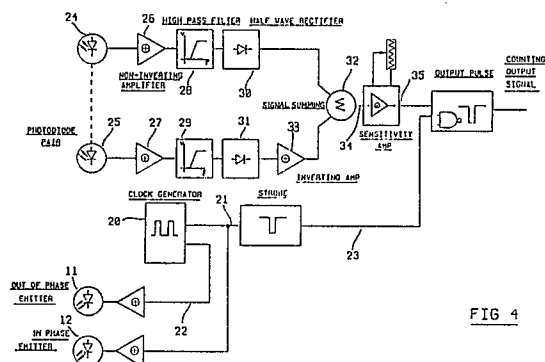 24
26
HIGH PASS FILTER
HALF WAVE RECTIFIER
NON-INVERTING
AMPLIFIER
28
30
32
35
OUTPUT PULSE
COUNTING
OUTPUT
SIGNAL
SIGNAL SUMMING
Σ
34
SENSITIVITY
AMP
25
27
29
31
33
PHOTODIODE
PAIR
INVERTING AMP
CLOCK GENERATOR
20
21
STROBE
23
OUT OF PHASE
EMITTER
11
22
IN PHASE
EMITTER
12
FIG 4